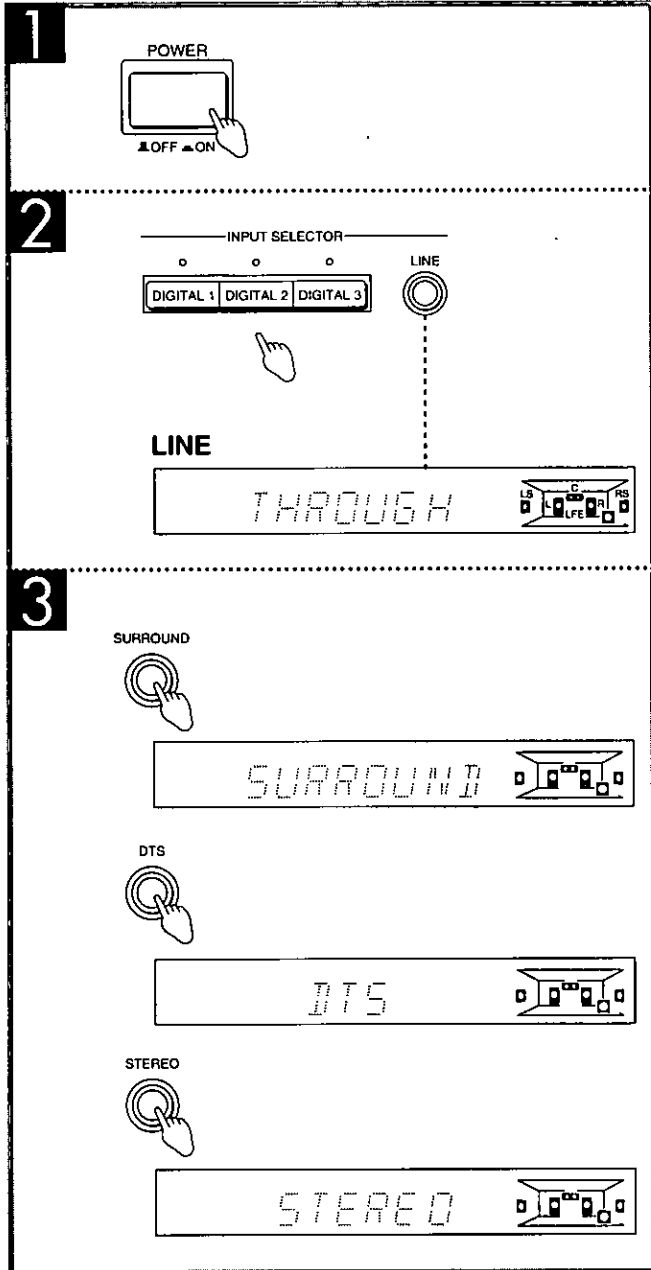 1
POWER
OFF ON
2
INPUT SELECTOR
LINE
DIGITAL 1 DIGITAL 2 DIGITAL 3
LINE
THROUGH
LS L C R RS
LFE
3
SURROUND
SURROUND
DTS
DTS
STEREO
STEREO